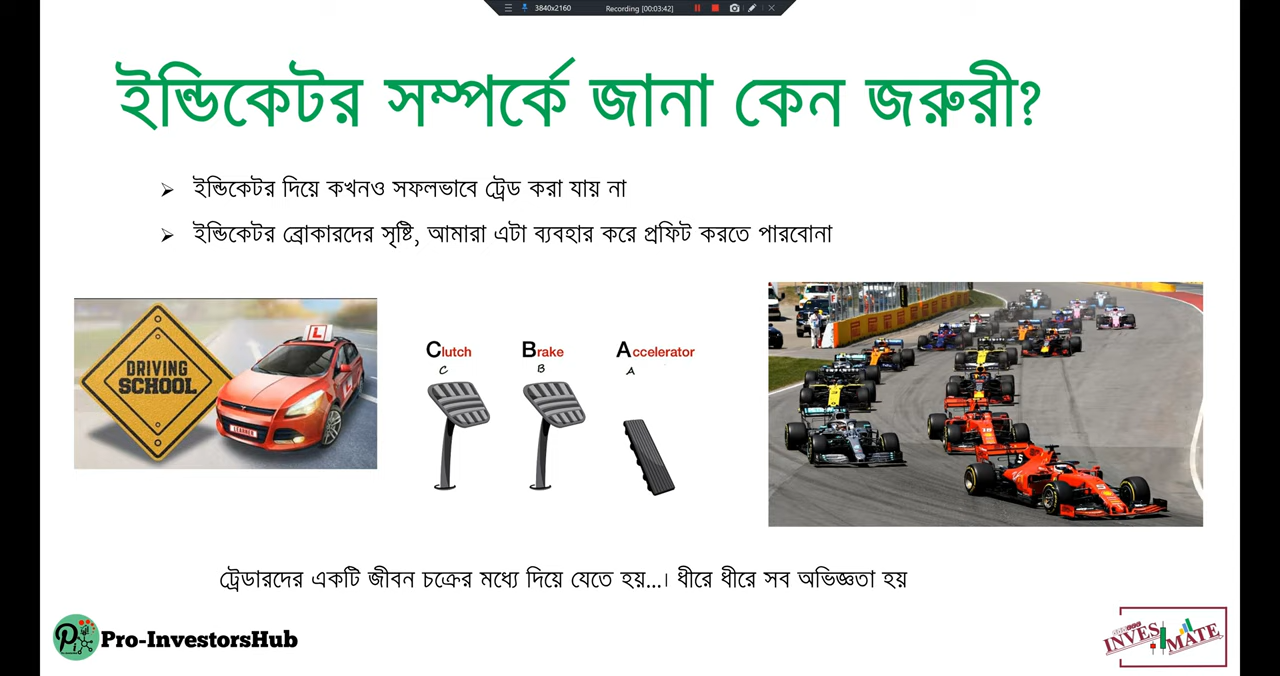 3840x2160 Recording [00:03:42]
ইন্ডিকেটর সম্পর্কে জানা কেন জরুরী?
ইন্ডিকেটর দিয়ে কখনও সফলভাবে ট্রেড করা যায় না
ইন্ডিকেটর ব্রোকারদের সৃষ্টি, আমারা এটা ব্যবহার করে প্রফিট করতে পারবোনা
DRIVING
SCHOOL
L
LEARNER
Clutch Brake Accelerator
C B A
ট্রেডারদের একটি জীবন চক্রের মধ্যে দিয়ে যেতে হয়...। ধীরে ধীরে সব অভিজ্ঞতা হয়
Pro-InvestorsHub
INVESTMATE